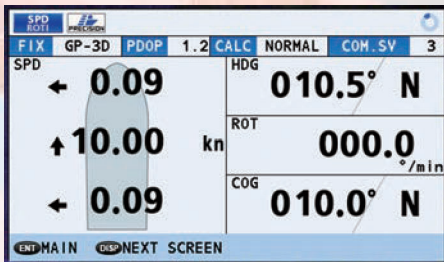 SPD ROTI PRECISION
FIX GP-3D PDOP 1.2 CALC NORMAL COM.SV 3
SPD
← 0.09
↑ 10.00 kn
← 0.09
HDG
010.5° N
ROT
000.0 °/min
COG
010.0° N
ENT MAIN DISP NEXT SCREEN